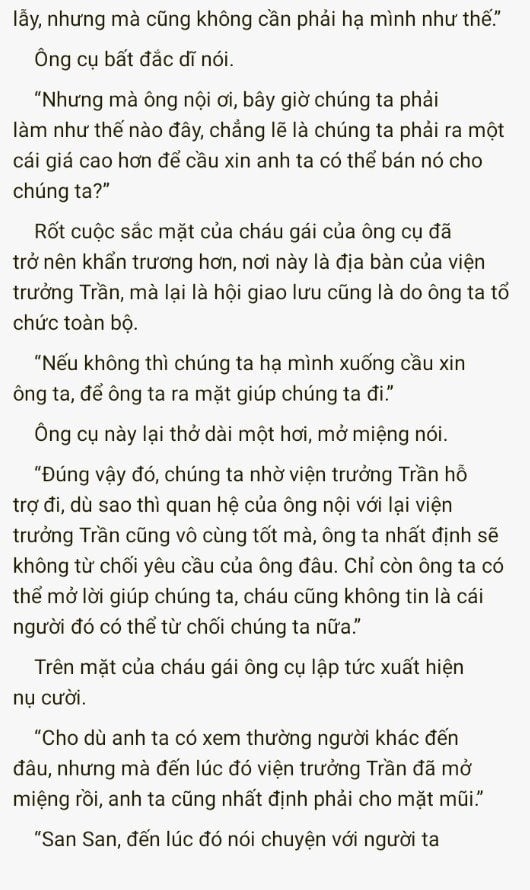 lẫy, nhưng mà cũng không cần phải hạ mình như thế.”
Ông cụ bất đắc dĩ nói.
“Nhưng mà ông nội ơi, bây giờ chúng ta phải
làm như thế nào đây, chẳng lẽ là chúng ta phải ra một
cái giá cao hơn để cầu xin anh ta có thể bán nó cho
chúng ta?”
Rốt cuộc sắc mặt của cháu gái của ông cụ đã
trở nên khẩn trương hơn, nơi này là địa bàn của viện
trưởng Trần, mà lại là hội giao lưu cũng là do ông ta tổ
chức toàn bộ.
“Nếu không thì chúng ta hạ mình xuống cầu xin
ông ta, để ông ta ra mặt giúp chúng ta đi.”
Ông cụ này lại thở dài một hơi, mở miệng nói.
“Đúng vậy đó, chúng ta nhờ viện trưởng Trần hỗ
trợ đi, dù sao thì quan hệ của ông nội với lại viện
trưởng Trần cũng vô cùng tốt mà, ông ta nhất định sẽ
không từ chối yêu cầu của ông đâu. Chỉ còn ông ta có
thể mở lời giúp chúng ta, cháu cũng không tin là cái
người đó có thể từ chối chúng ta nữa.”
Trên mặt của cháu gái ông cụ lập tức xuất hiện
nụ cười.
“Cho dù anh ta có xem thường người khác đến
đâu, nhưng mà đến lúc đó viện trưởng Trần đã mở
miệng rồi, anh ta cũng nhất định phải cho mặt mũi.”
“San San, đến lúc đó nói chuyện với người ta